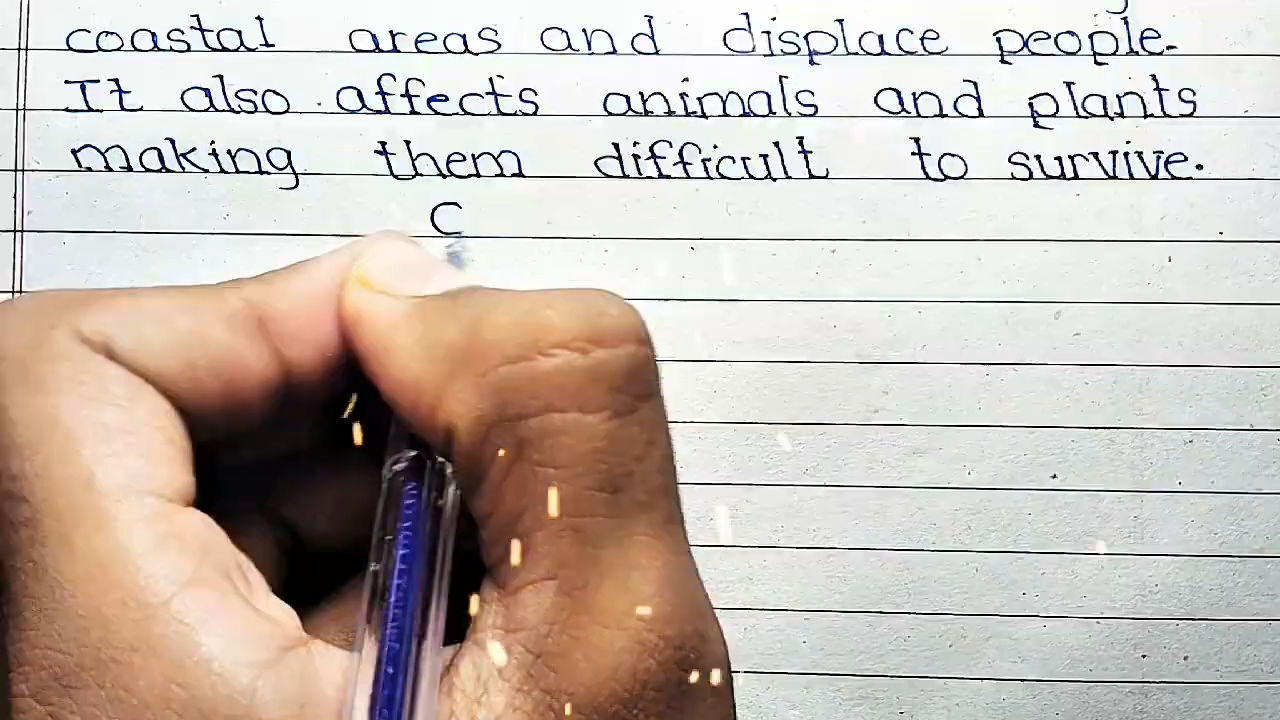 coastal areas and displace people.
It also affects animals and plants
making them difficult to survive.
C